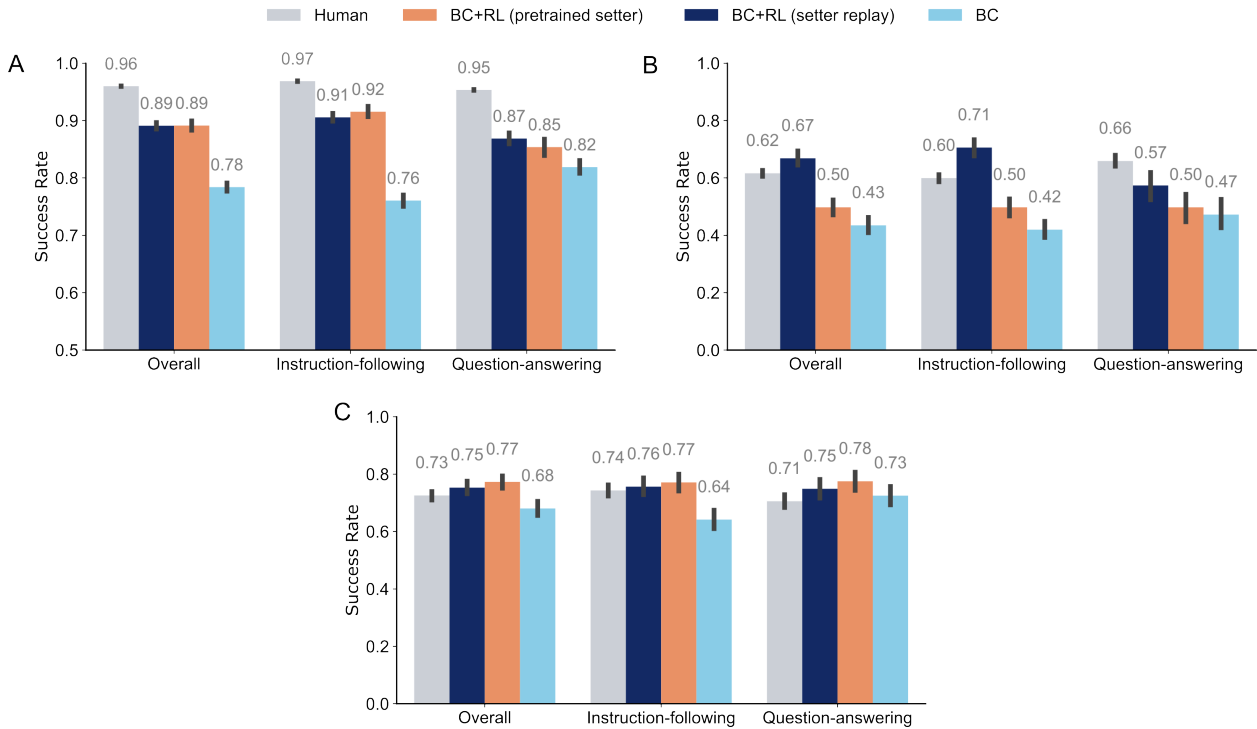 Human BC+RL (pretrained setter) BC+RL (setter replay) BC
A
Success Rate
1.0
0.9
0.8
0.7
0.6
0.5
0.96 0.89 0.89 0.78
0.97 0.91 0.92 0.76
0.95 0.87 0.85 0.82
Overall Instruction-following Question-answering
B
Success Rate
1.0
0.8
0.6
0.4
0.2
0.0
0.62 0.67 0.50 0.43
0.60 0.71 0.50 0.42
0.66 0.57 0.50 0.47
Overall Instruction-following Question-answering
C
Success Rate
1.0
0.8
0.6
0.4
0.2
0.0
0.73 0.75 0.77 0.68
0.74 0.76 0.77 0.64
0.71 0.75 0.78 0.73
Overall Instruction-following Question-answering